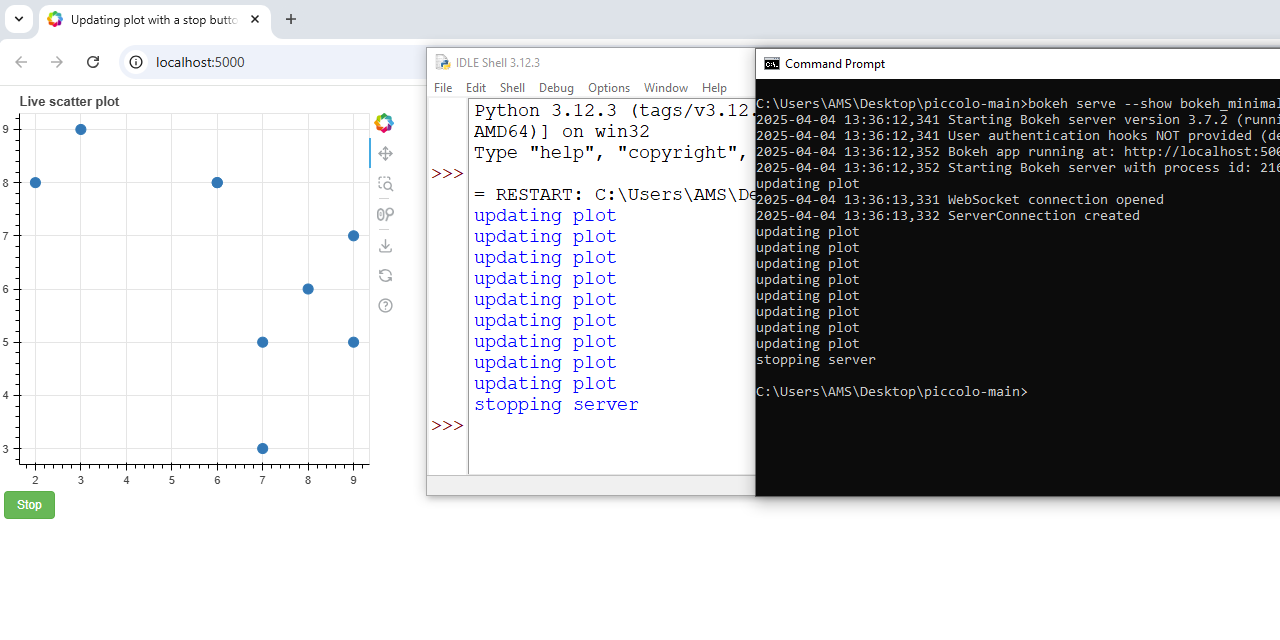 Updating plot with a stop butto
localhost:5000
Live scatter plot
9
8
7
6
5
4
3
2 3 4 5 6 7 8 9
Stop
IDLE Shell 3.12.3
File Edit Shell Debug Options Window Help
Python 3.12.3 (tags/v3.12.
AMD64)] on win32
Type "help", "copyright",
>>>
= RESTART: C:\Users\AMS\De
updating plot
updating plot
updating plot
updating plot
updating plot
updating plot
updating plot
updating plot
updating plot
stopping server
>>>
Command Prompt
C:\Users\AMS\Desktop\piccolo-main>bokeh serve --show bokeh_minimal
2025-04-04 13:36:12,341 Starting Bokeh server version 3.7.2 (runni
2025-04-04 13:36:12,341 User authentication hooks NOT provided (de
2025-04-04 13:36:12,352 Bokeh app running at: http://localhost:500
2025-04-04 13:36:12,352 Starting Bokeh server with process id: 216
updating plot
2025-04-04 13:36:13,331 WebSocket connection opened
2025-04-04 13:36:13,332 ServerConnection created
updating plot
updating plot
updating plot
updating plot
updating plot
updating plot
updating plot
updating plot
stopping server
C:\Users\AMS\Desktop\piccolo-main>